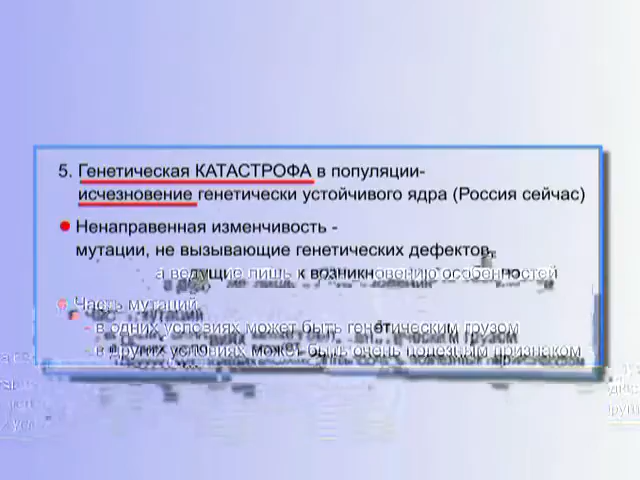 5. Генетическая КАТАСТРОФА в популяции-
исчезновение генетически устойчивого ядра (Россия сейчас)
Ненаправенная изменчивость -
мутации, не вызывающие генетических дефектов,
а ведущие лишь к возникновению особенностей
Часть мутаций
- в одних условиях может быть генетическим грузом
- в других условиях может быть очень полезным признаком